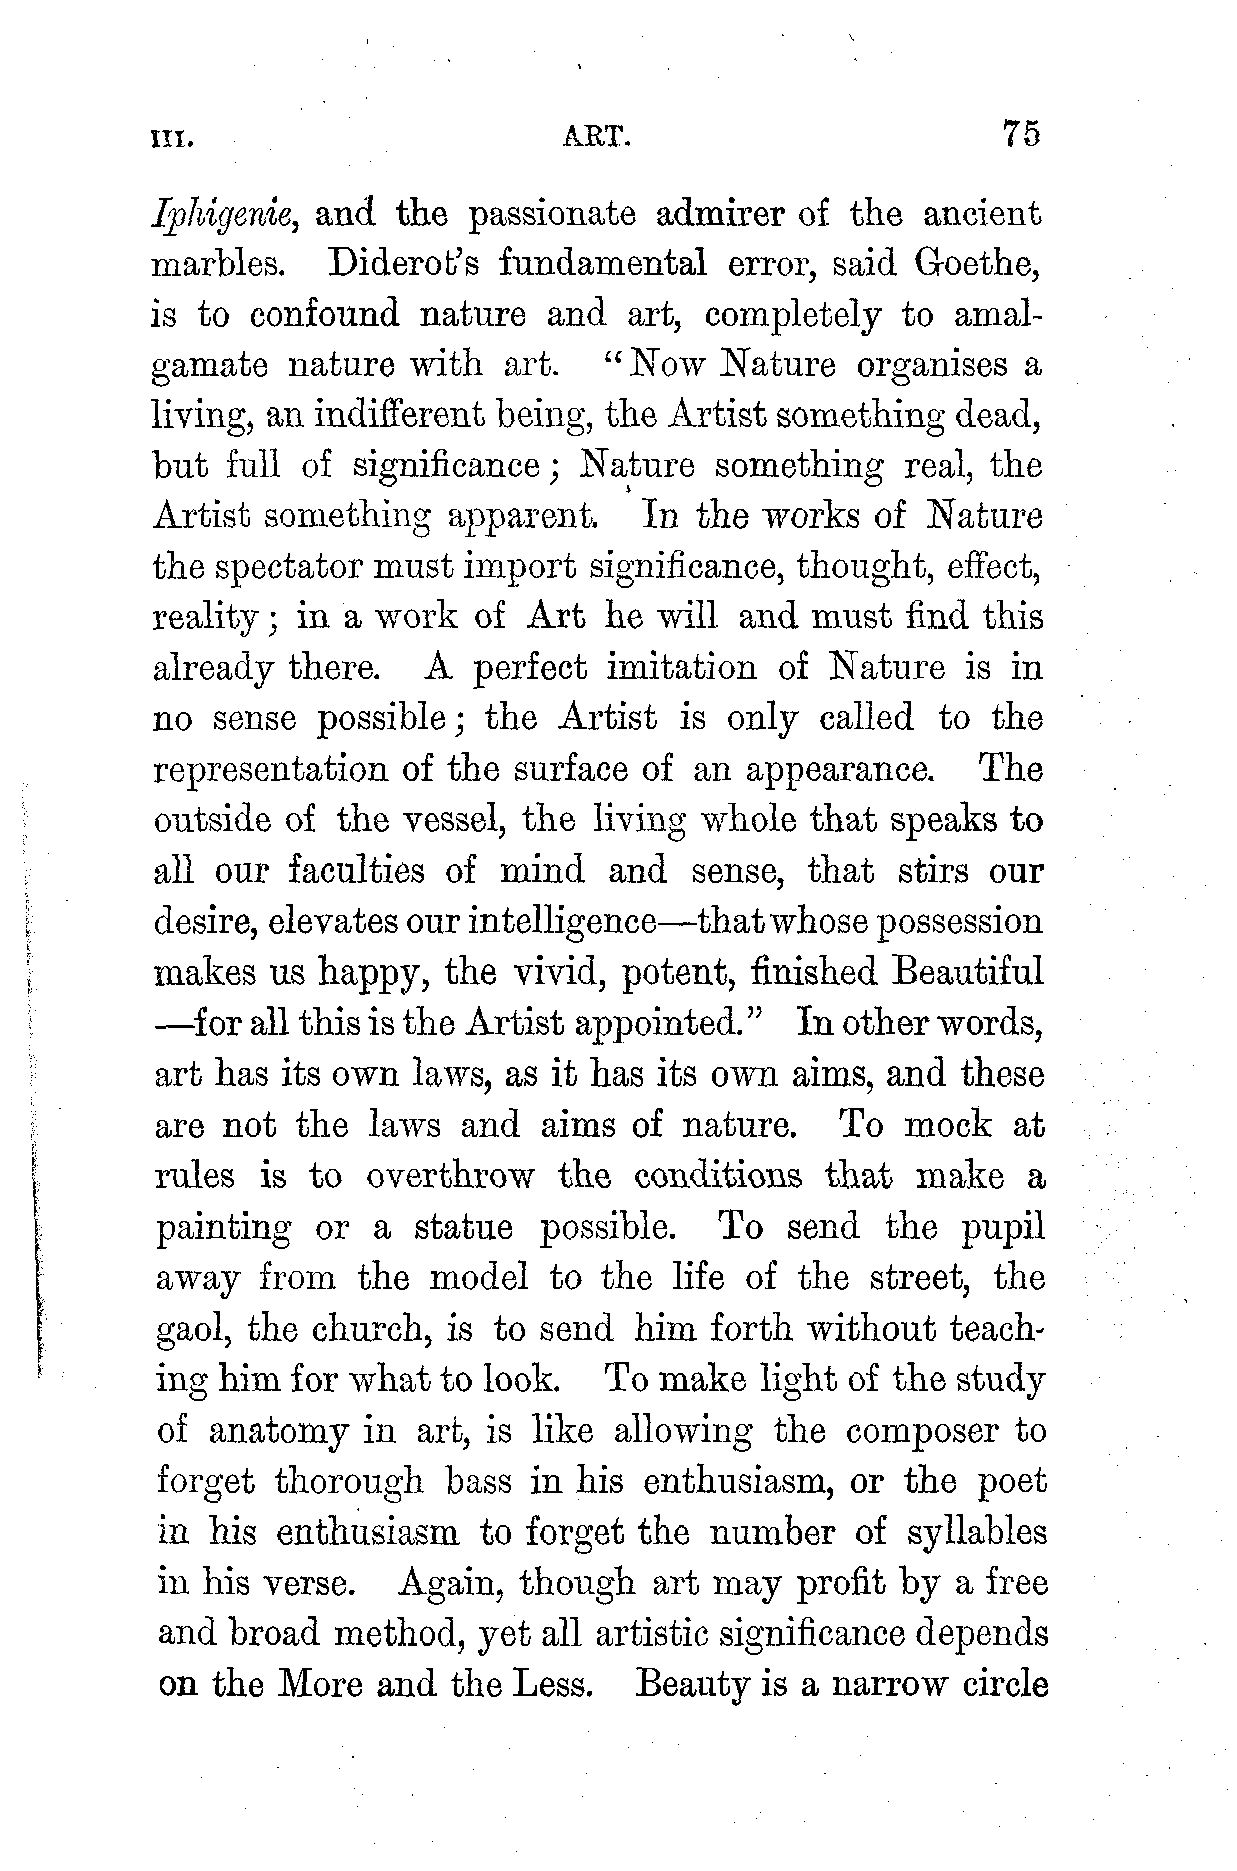 III. ART. 75
Iphigenie, and the passionate admirer of the ancient
marbles. Diderot's fundamental error, said Goethe,
is to confound nature and art, completely to amal-
gamate nature with art. "Now Nature organises a
living, an indifferent being, the Artist something dead,
but full of significance; Nature something real, the
Artist something apparent. In the works of Nature
the spectator must import significance, thought, effect,
reality; in a work of Art he will and must find this
already there. A perfect imitation of Nature is in
no sense possible; the Artist is only called to the
representation of the surface of an appearance. The
outside of the vessel, the living whole that speaks to
all our faculties of mind and sense, that stirs our
desire, elevates our intelligence—that whose possession
makes us happy, the vivid, potent, finished Beautiful
—for all this is the Artist appointed." In other words,
art has its own laws, as it has its own aims, and these
are not the laws and aims of nature. To mock at
rules is to overthrow the conditions that make a
painting or a statue possible. To send the pupil
away from the model to the life of the street, the
gaol, the church, is to send him forth without teach-
ing him for what to look. To make light of the study
of anatomy in art, is like allowing the composer to
forget thorough bass in his enthusiasm, or the poet
in his enthusiasm to forget the number of syllables
in his verse. Again, though art may profit by a free
and broad method, yet all artistic significance depends
on the More and the Less. Beauty is a narrow circle